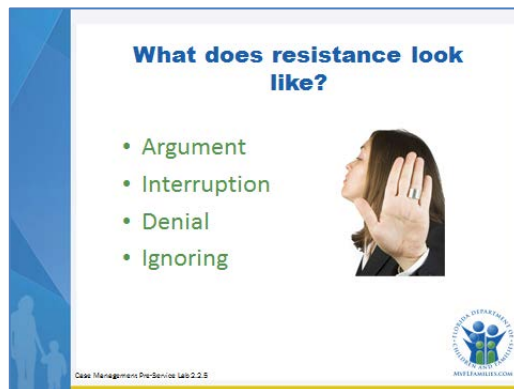 What does resistance look
like?
• Argument
• Interruption
• Denial
• Ignoring
FLORIDA DEPARTMENT OF
CHILDREN AND FAMILIES
MYFLFAMILIES.COM
Case Management Pre-Service Lab 2.2.5